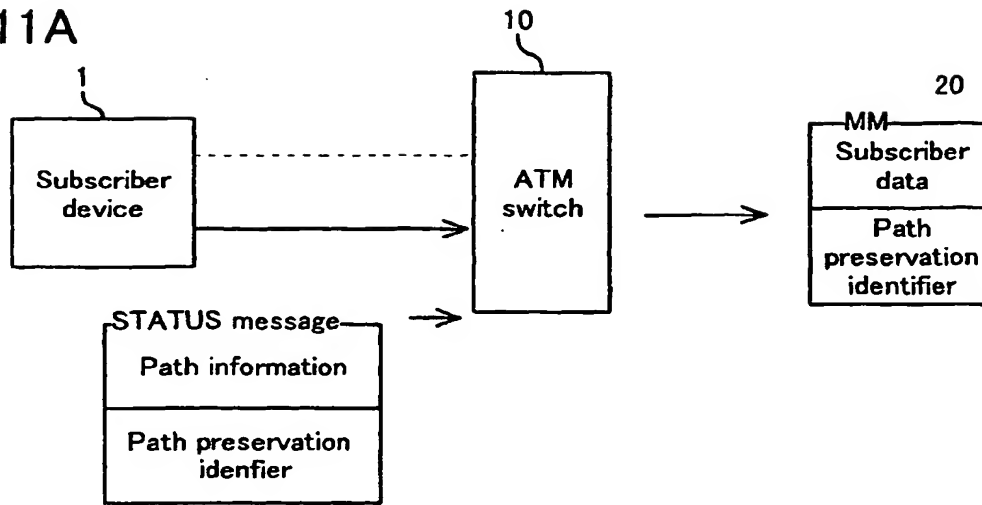 11A
10
1
20
Subscriber
device
ATM
switch
MM
Subscriber
data
Path
preservation
identifier
STATUS message
Path information
Path preservation
idenfier